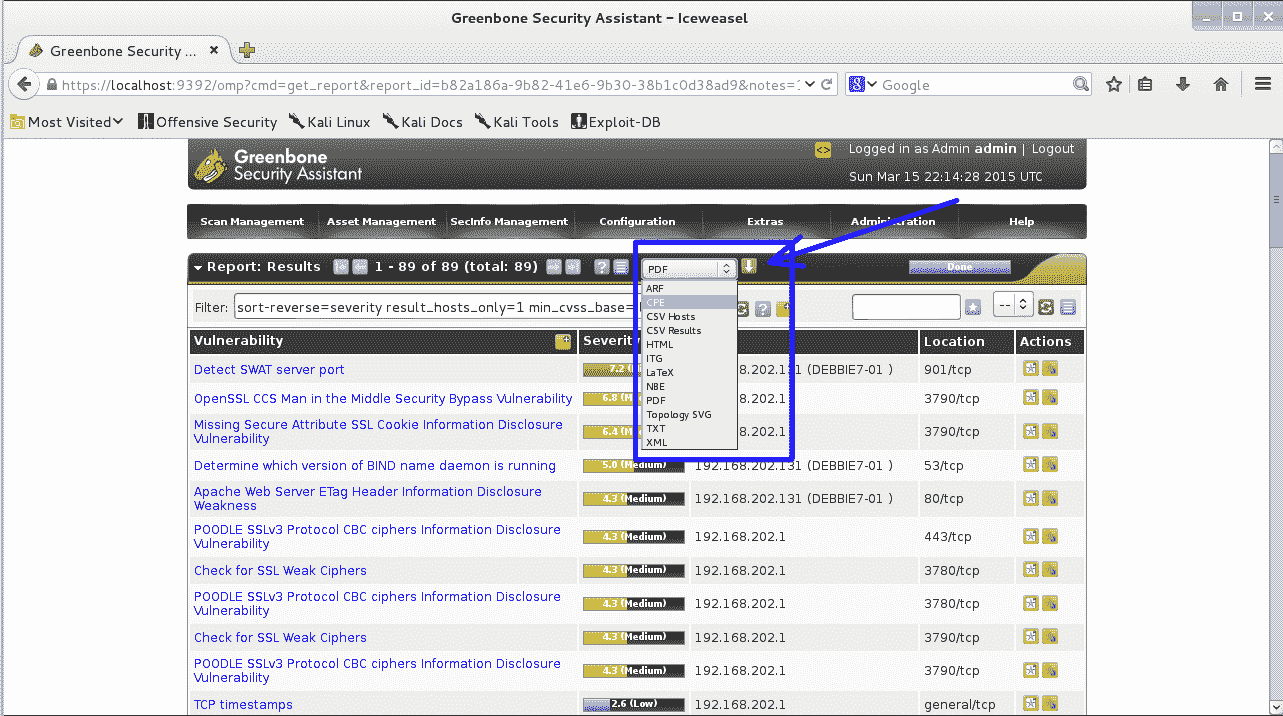 Greenbone Security Assistant - Iceweasel
Greenbone Security ...
https://localhost:9392/omp?cmd=get_report&report_id=b82a186a-9b82-41e6-9b30-38b1c0d38ad9&notes=
Google
Most Visited
Offensive Security
Kali Linux
Kali Docs
Kali Tools
Exploit-DB
Greenbone
Security Assistant
Logged in as Admin admin | Logout
Sun Mar 15 22:14:28 2015 UTC
Scan Management
Asset Management
SecInfo Management
Configuration
Extras
Administration
Help
Report: Results
1 - 89 of 89 (total: 89)
PDF
Done
ARF
CPE
CSV Hosts
CSV Results
HTML
ITG
LaTeX
NBE
PDF
Topology SVG
TXT
XML
Filter:
sort-reverse=severity result_hosts_only=1 min_cvss_base=
--
Vulnerability
Severity
Location
Actions
Detect SWAT server port
7.2
.168.202.131 (DEBBIE7-01 )
901/tcp
OpenSSL CCS Man in the Middle Security Bypass Vulnerability
6.8
.168.202.1
3790/tcp
Missing Secure Attribute SSL Cookie Information Disclosure
Vulnerability
6.4
.168.202.1
3790/tcp
Determine which version of BIND name daemon is running
5.0 (Medium)
192.168.202.131 (DEBBIE7-01 )
53/tcp
Apache Web Server ETag Header Information Disclosure
Weakness
4.3 (Medium)
192.168.202.131 (DEBBIE7-01 )
80/tcp
POODLE SSLv3 Protocol CBC ciphers Information Disclosure
Vulnerability
4.3 (Medium)
192.168.202.1
443/tcp
Check for SSL Weak Ciphers
4.3 (Medium)
192.168.202.1
3780/tcp
POODLE SSLv3 Protocol CBC ciphers Information Disclosure
Vulnerability
4.3 (Medium)
192.168.202.1
3780/tcp
Check for SSL Weak Ciphers
4.3 (Medium)
192.168.202.1
3790/tcp
POODLE SSLv3 Protocol CBC ciphers Information Disclosure
Vulnerability
4.3 (Medium)
192.168.202.1
3790/tcp
TCP timestamps
2.6 (Low)
192.168.202.1
general/tcp